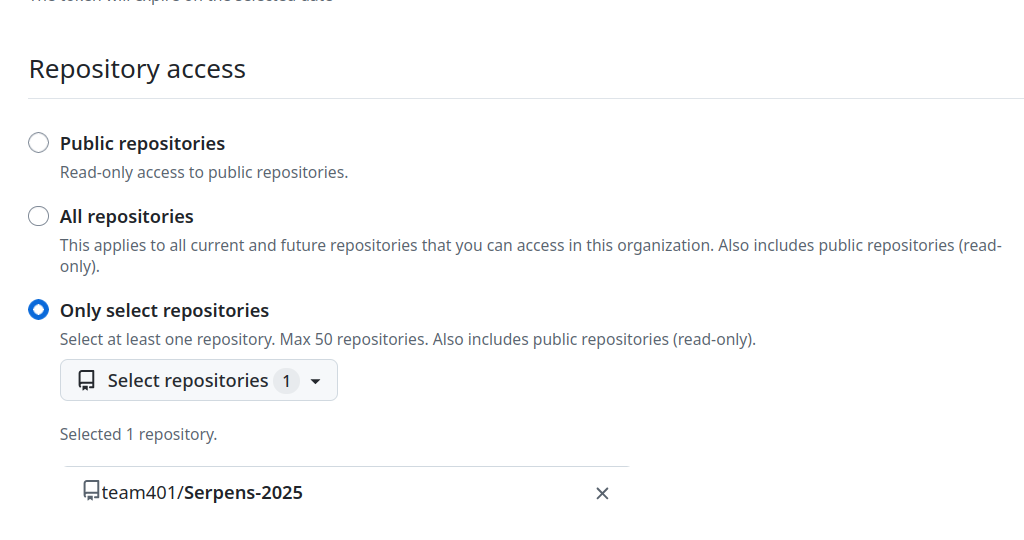 The token will expire on the selected date
Repository access
Public repositories
Read-only access to public repositories.
All repositories
This applies to all current and future repositories that you can access in this organization. Also includes public repositories (read-
only).
Only select repositories
Select at least one repository. Max 50 repositories. Also includes public repositories (read-only).
Select repositories 1
Selected 1 repository.
team401/Serpens-2025